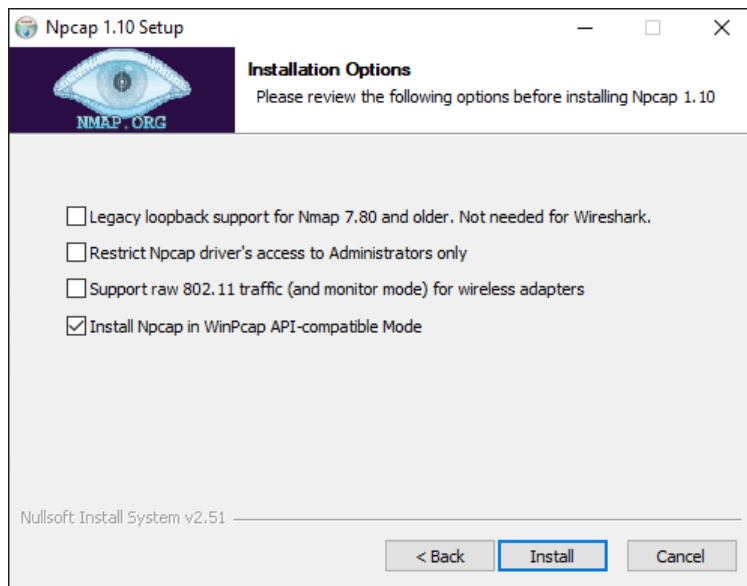 Npcap 1.10 Setup
Installation Options
Please review the following options before installing Npcap 1.10
NMAP.ORG
Legacy loopback support for Nmap 7.80 and older. Not needed for Wireshark.
Restrict Npcap driver's access to Administrators only
Support raw 802.11 traffic (and monitor mode) for wireless adapters
Install Npcap in WinPcap API-compatible Mode
Nullsoft Install System v2.51
< Back
Install
Cancel